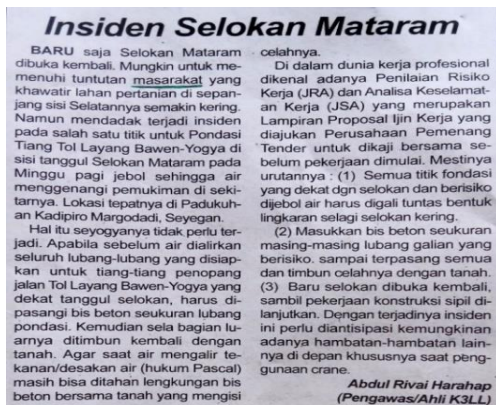 Insiden Selokan Mataram
BARU saja Selokan Mataram
dibuka kembali. Mungkin untuk me-
menuhi tuntutan masarakat yang
khawatir lahan pertanian di sepan-
jang sisi Selatannya semakin kering.
Namun mendadak terjadi insiden
pada salah satu titik untuk Pondasi
Tiang Tol Layang Bawen-Yogya di
sisi tanggul Selokan Mataram pada
Minggu pagi jebol sehingga air
menggenangi pemukiman di seki-
tarnya. Lokasi tepatnya di Padukuh-
an Kadipiro Margodadi, Seyegan.
Hal itu seyogyanya tidak perlu ter-
jadi. Apabila sebelum air dialirkan
seluruh lubang-lubang yang disiap-
kan untuk tiang-tiang penopang
jalan Tol Layang Bawen-Yogya yang
dekat tanggul selokan, harus di-
pasangi bis beton seukuran lubang
pondasi. Kemudian sela bagian lu-
arnya ditimbun kembali dengan
tanah. Agar saat air mengalir te-
kanan/desakan air (hukum Pascal)
masih bisa ditahan lengkungan bis
beton bersama tanah yang mengisi
celahnya.
Di dalam dunia kerja profesional
dikenal adanya Penilaian Risiko
Kerja (JRA) dan Analisa Keselamat-
an Kerja (JSA) yang merupakan
Lampiran Proposal Ijin Kerja yang
diajukan Perusahaan Pemenang
Tender untuk dikaji bersama se-
belum pekerjaan dimulai. Mestinya
urutannya : (1) Semua titik fondasi
yang dekat dgn selokan dan berisiko
dijebol air harus digali tuntas bentuk
lingkaran selagi selokan kering.
(2) Masukkan bis beton seukuran
masing-masing lubang galian yang
berisiko. sampai terpasang semua
dan timbun celahnya dengan tanah.
(3) Baru selokan dibuka kembali,
sambil pekerjaan konstruksi sipil di-
lanjutkan. Dengan terjadinya insiden
ini perlu diantisipasi kemungkinan
adanya hambatan-hambatan lain-
nya di depan khususnya saat peng-
gunaan crane.
Abdul Rivai Harahap
(Pengawas/Ahli K3LL)